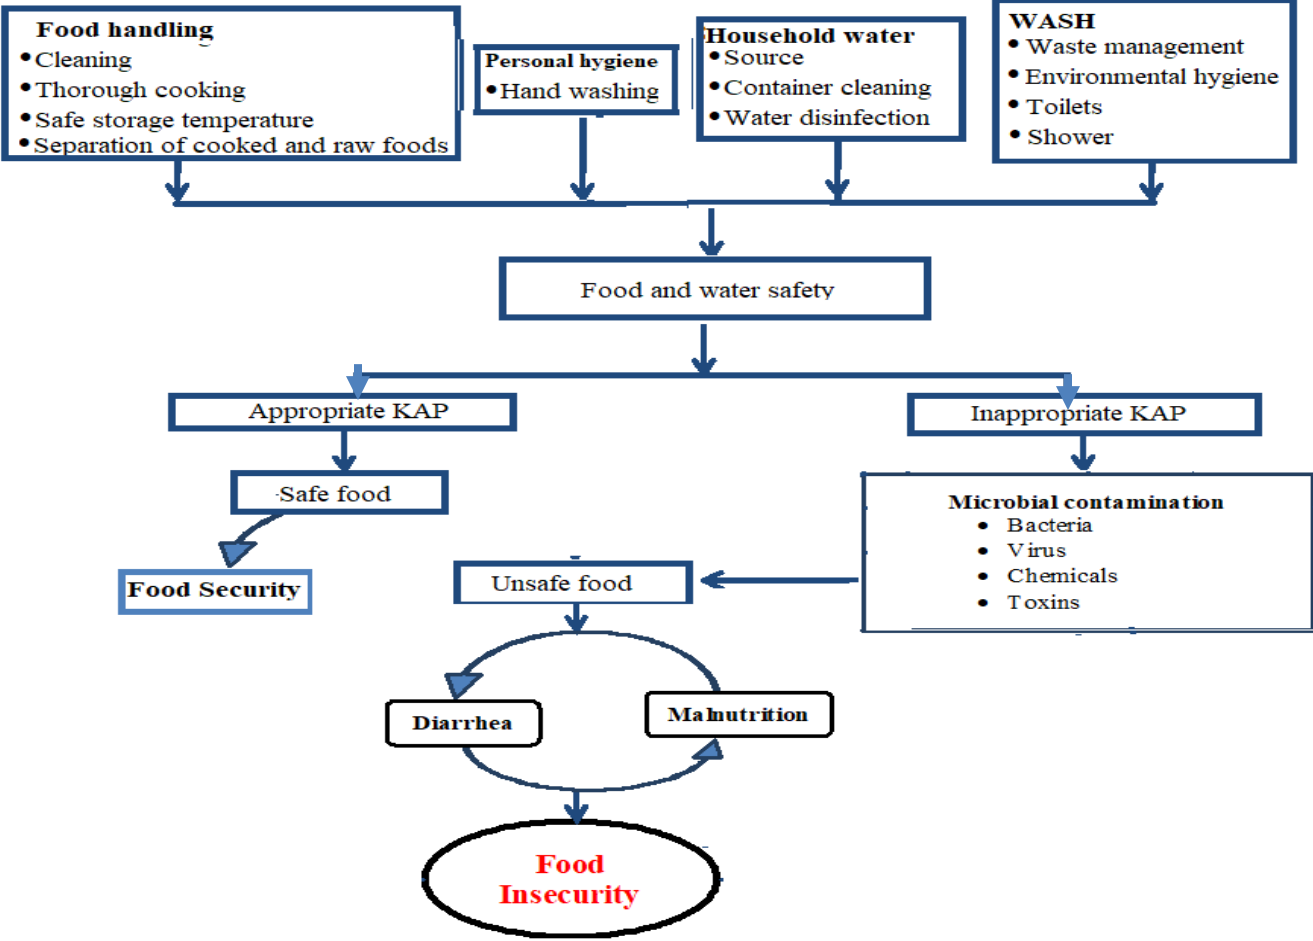 Food handling
•Cleaning
•Thorough cooking
•Safe storage temperature
•Separation of cooked and raw foods
Personal hygiene
•Hand washing
Household water
•Source
•Container cleaning
•Water disinfection
WASH
• Waste management
• Environmental hygiene
• Toilets
• Shower
Food and water safety
Appropriate KAP
Inappropriate KAP
Safe food
Food Security
Microbial contamination
• Bacteria
• Virus
• Chemicals
• Toxins
Unsafe food
Diarrhea
Malnutrition
Food
Insecurity